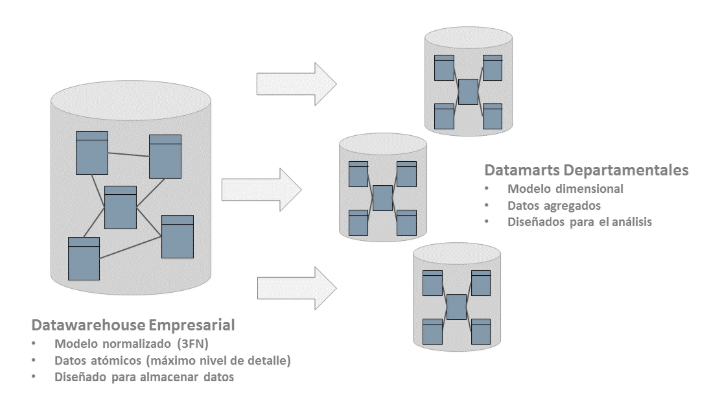 Datamarts Departamentales
• Modelo dimensional
• Datos agregados
• Diseñados para el análisis
Datawarehouse Empresarial
• Modelo normalizado (3FN)
• Datos atómicos (máximo nivel de detalle)
• Diseñado para almacenar datos